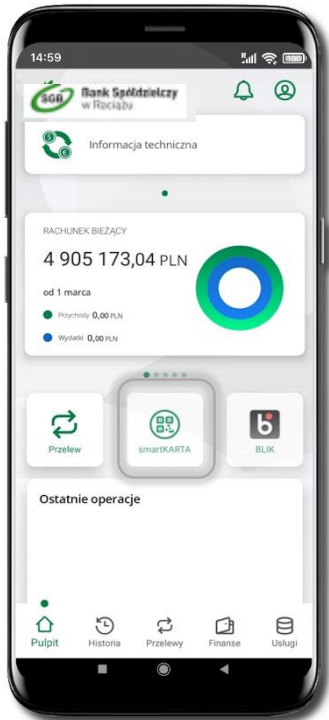 14:59
SGB
Bank Spółdzielczy
w Raciążu
Informacja techniczna
RACHUNEK BIEŻĄCY
4 905 173,04 PLN
od 1 marca
Przychody 0,00 PLN
Wydatki 0,00 PLN
Przelew
smartKARTA
BLIK
Ostatnie operacje
Pulpit
Historia
Przelewy
Finanse
Usługi